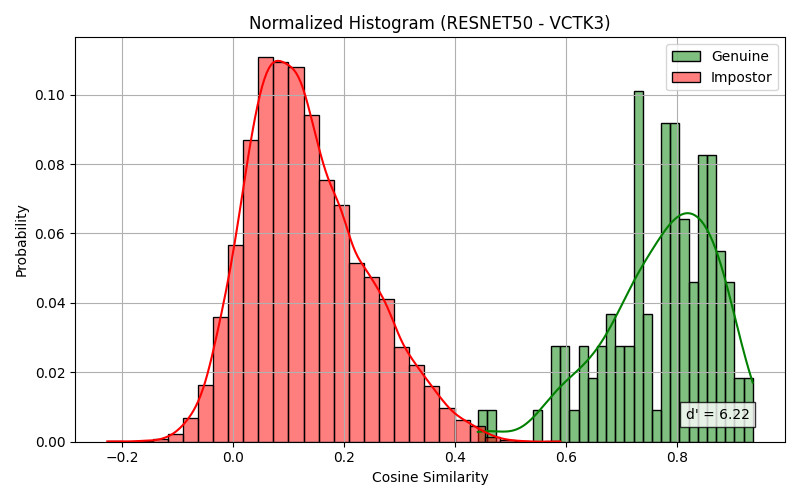 Normalized Histogram (RESNET50 - VCTK3)
Genuine
Impostor
Probability
0.10
0.08
0.06
0.04
0.02
0.00
d' = 6.22
−0.2
0.0
0.2
0.4
0.6
0.8
Cosine Similarity